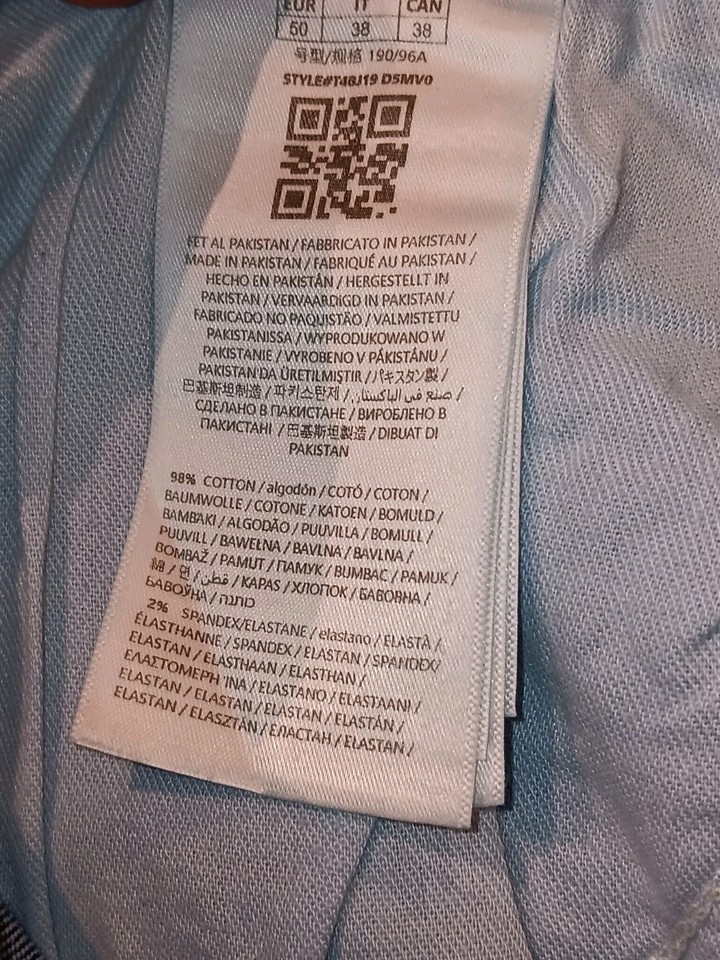 EUR IT CAN
50 38 38
号型/规格 190/96A
STYLE#T4BJ19 D5MV0
FET AL PAKISTAN / FABBRICATO IN PAKISTAN /
MADE IN PAKISTAN / FABRIQUÉ AU PAKISTAN /
HECHO EN PAKISTÁN / HERGESTELLT IN
PAKISTAN / VERVAARDIGD IN PAKISTAN /
FABRICADO NO PAQUISTÃO / VALMISTETTU
PAKISTANISSA / WYPRODUKOWANO W
PAKISTANIE / VYROBENO V PÁKISTÁNU /
PAKISTAN'DA ÜRETILMIŞTIR / パキスタン製 /
巴基斯坦制造 / 파키스탄제 / صنع في الباكستان /
СДЕЛАНО В ПАКИСТАНЕ / ВИРОБЛЕНО В
ПАКИСТАНІ / 巴基斯坦製造 / DIBUAT DI
PAKISTAN
98% COTTON / algodón / COTÓ / COTON /
BAUMWOLLE / COTONE / KATOEN / BOMULD /
ΒΑΜΒΑΚΙ / ALGODÃO / PUUVILLA / BOMULL /
PUUVILL / BAWEŁNA / BAVLNA / BAVLNA /
BOMBAŽ / PAMUT / ПАМУК / BUMBAC / PAMUK /
綿 / 면 / قطن / KAPAS / ХЛОПОК / БАВОВНА /
БАВОЎНА / כותנה
2% SPANDEX/ELASTANE / elastano / ELASTÀ /
ÉLASTHANNE / SPANDEX / ELASTAN / SPANDEX/
ELASTAN / ELASTHAAN / ELASTHAN /
ΕΛΑΣΤΟΜΕΡΗ ΊΝΑ / ELASTANO / ELASTAANI /
ELASTAN / ELASTAN / ELASTAN / ELASTÁN /
ELASTAN / ELASZTÁN / ЕЛАСТАН / ELASTAN /